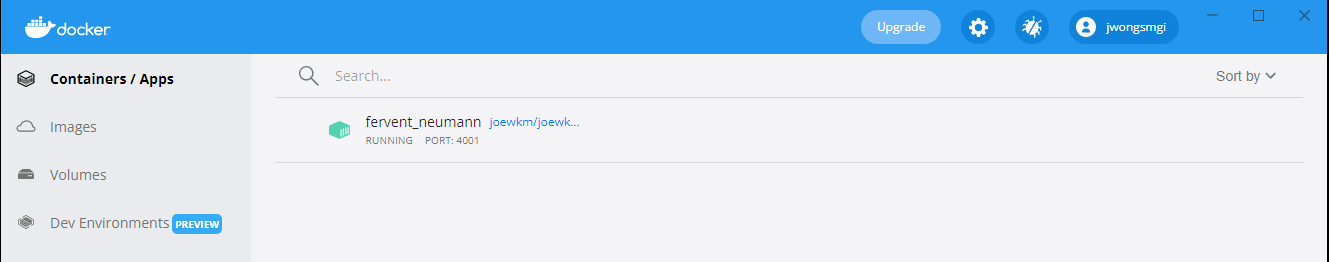 docker
Upgrade
jwongsmgi
Containers / Apps
Images
Volumes
Dev Environments PREVIEW
Search...
Sort by
fervent_neumann joewkm/joewk...
RUNNING PORT: 4001